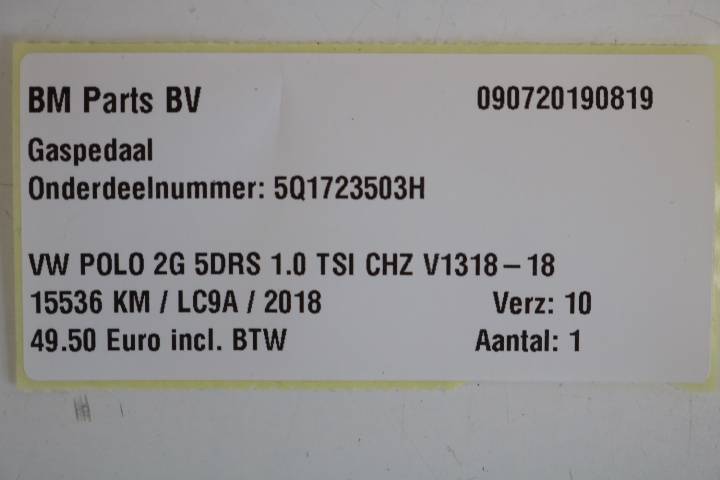 BM Parts BV 090720190819
Gaspedaal
Onderdeelnummer: 5Q1723503H
VW POLO 2G 5DRS 1.0 TSI CHZ V1318-18
15536 KM / LC9A / 2018 Verz: 10
49.50 Euro incl. BTW Aantal: 1